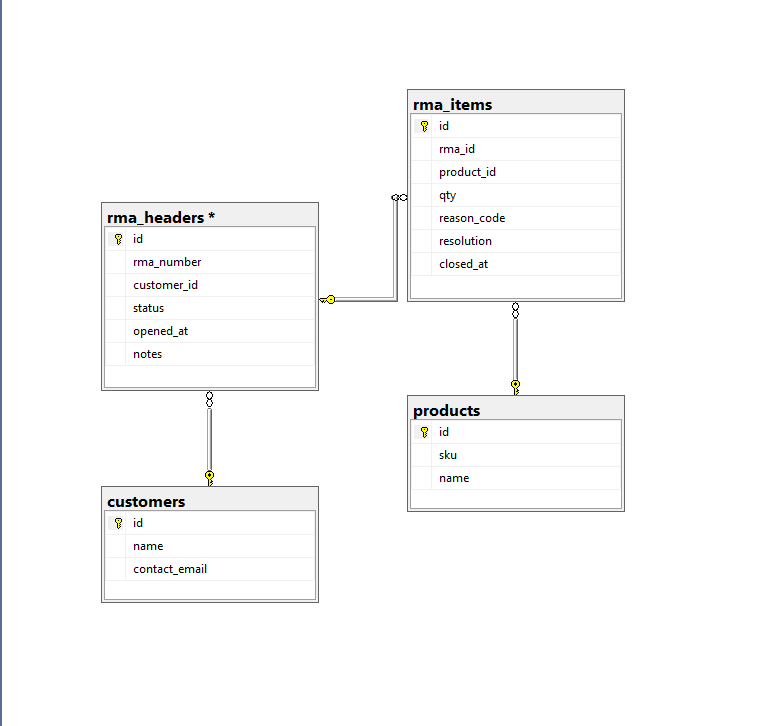 rma_items
id
rma_id
product_id
qty
reason_code
resolution
closed_at
rma_headers *
id
rma_number
customer_id
status
opened_at
notes
products
id
sku
name
customers
id
name
contact_email